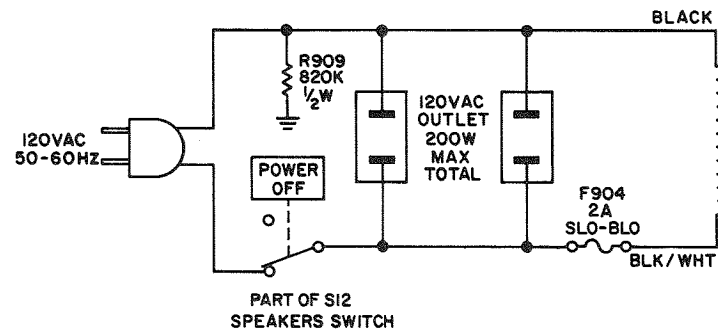 BLACK
R909
820K
½W
120VAC
50-60HZ
120VAC
OUTLET
200W
MAX
TOTAL
POWER
OFF
F904
2A
SLO-BLO
BLK/WHT
PART OF S12
SPEAKERS SWITCH